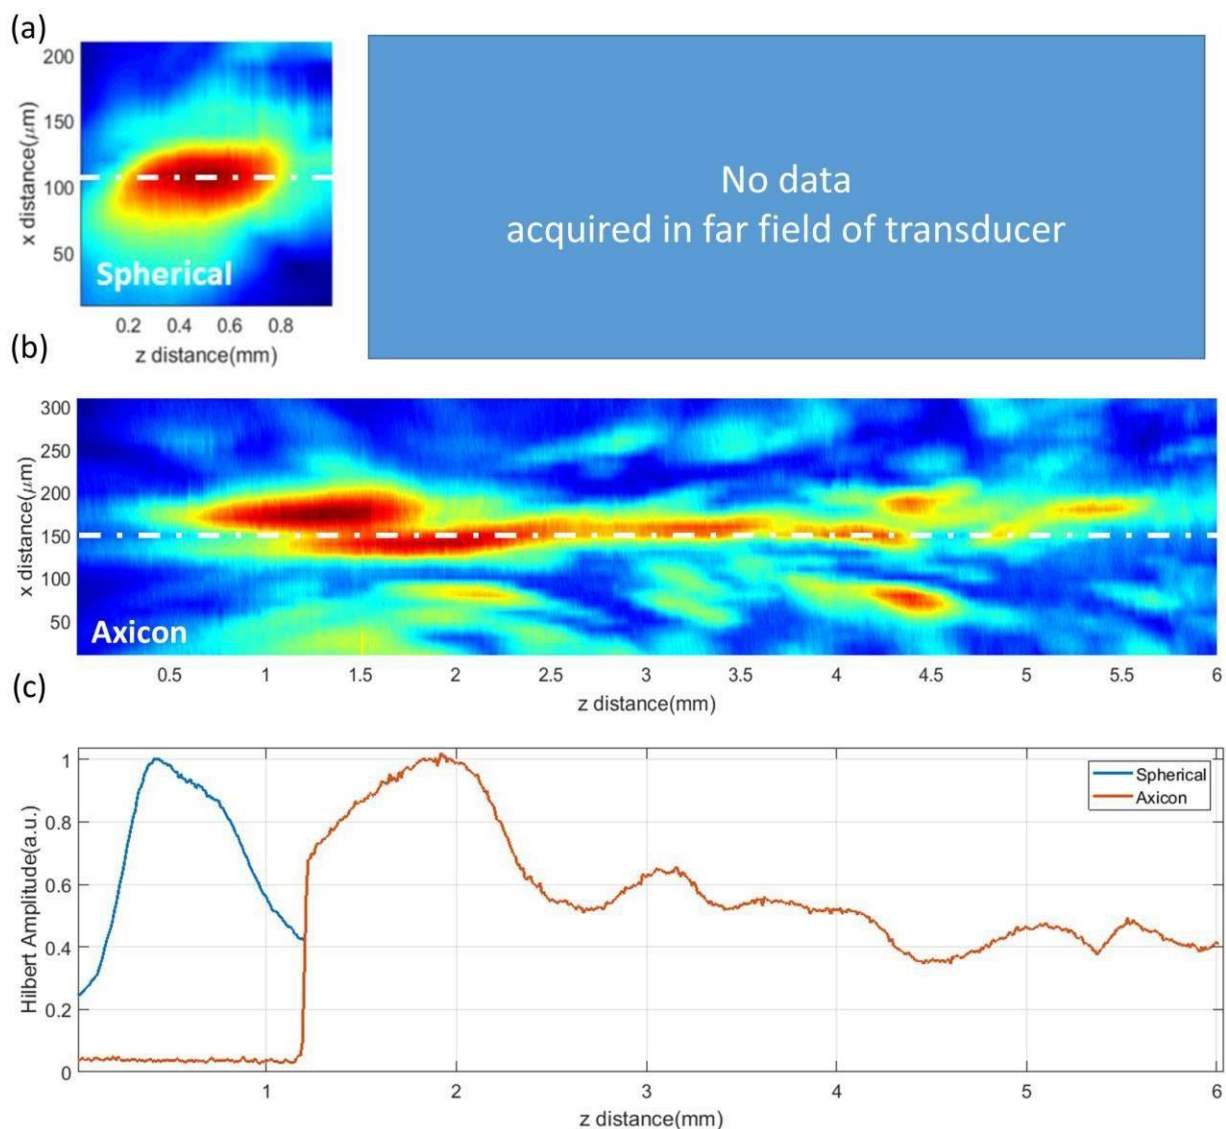 (a)
200
150
100
50
x distance(μm)
Spherical
0.2 0.4 0.6 0.8
z distance(mm)
No data
acquired in far field of transducer
(b)
300
250
200
150
100
50
x distance(μm)
Axicon
0.5 1 1.5 2 2.5 3 3.5 4 4.5 5 5.5 6
z distance(mm)
(c)
1
0.8
0.6
0.4
0.2
0
Hilbert Amplitude(a.u.)
Spherical
Axicon
1 2 3 4 5 6
z distance(mm)